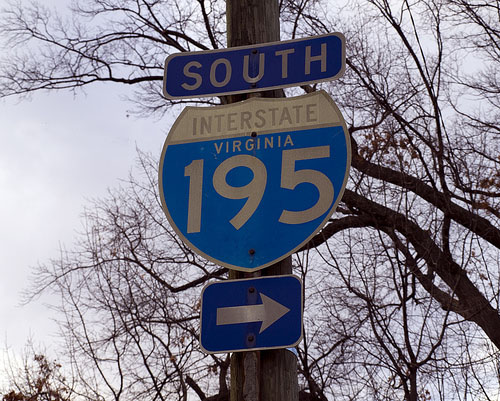 SOUTH
INTERSTATE
VIRGINIA
195